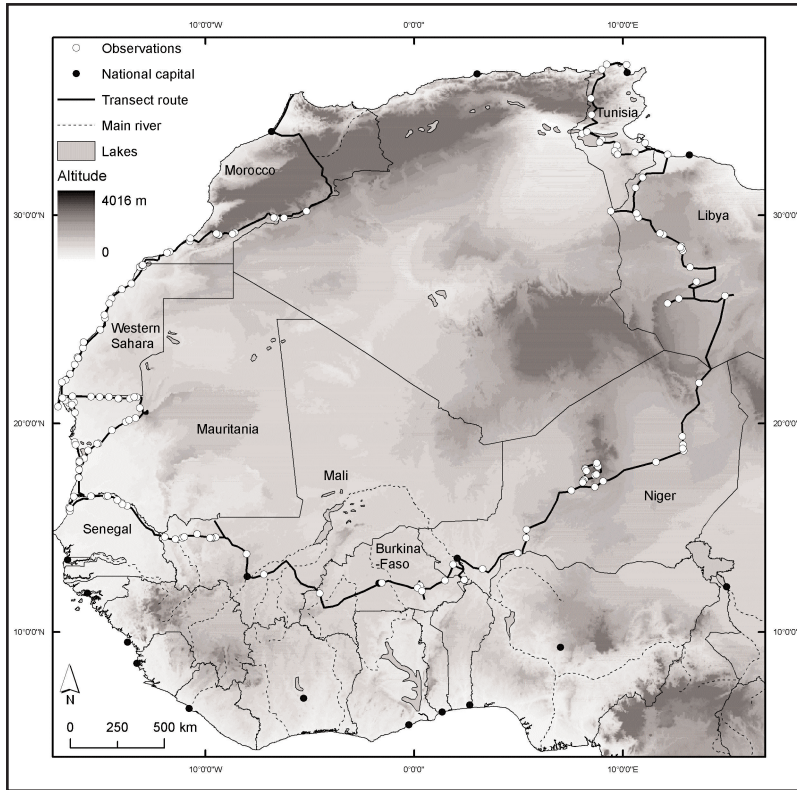 10°0'0"W
0°0'0"
10°0'0"E
Observations
National capital
Transect route
Main river
Lakes
Altitude
4016 m
0
Tunisia
Morocco
30°0'0"N
30°0'0"N
Libya
Western
Sahara
20°0'0"N
20°0'0"N
Mauritania
Mali
Niger
Senegal
Burkina
-Faso
10°0'0"N
10°0'0"N
N
0 250 500 km
10°0'0"W
0°0'0"
10°0'0"E